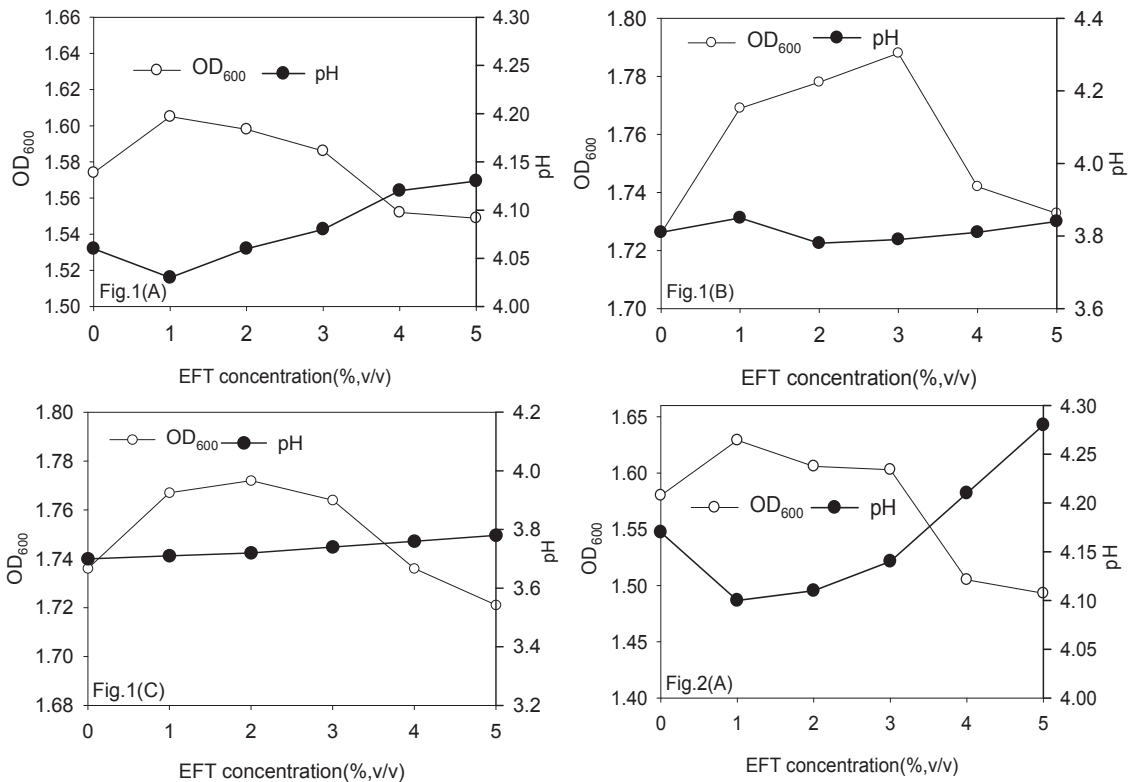 1.66
1.64
1.62
1.60
1.58
1.56
1.54
1.52
1.50
OD600
4.30
4.25
4.20
4.15
4.10
4.05
4.00
pH
OD600 pH
Fig.1(A)
0 1 2 3 4 5
EFT concentration(%,v/v)
1.80
1.78
1.76
1.74
1.72
1.70
OD600
4.4
4.2
4.0
3.8
3.6
pH
OD600 pH
Fig.1(B)
0 1 2 3 4 5
EFT concentration(%,v/v)
1.80
1.78
1.76
1.74
1.72
1.70
1.68
OD600
4.2
4.0
3.8
3.6
3.4
3.2
pH
OD600 pH
Fig.1(C)
0 1 2 3 4 5
EFT concentration(%,v/v)
1.65
1.60
1.55
1.50
1.45
1.40
OD600
4.30
4.25
4.20
4.15
4.10
4.05
4.00
pH
OD600 pH
Fig.2(A)
0 1 2 3 4 5
EFT concentration(%,v/v)